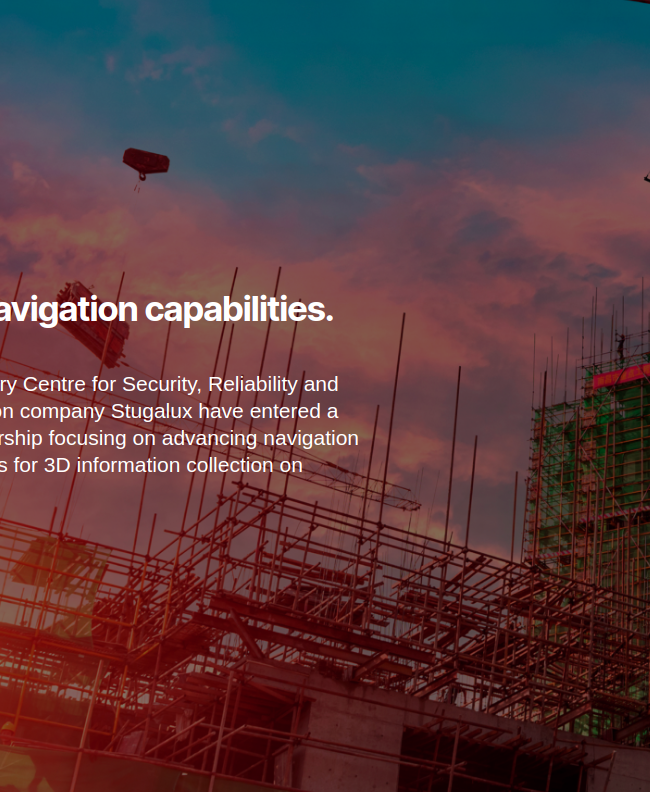 avigation capabilities.
ry Centre for Security, Reliability and
on company Stugalux have entered a
rship focusing on advancing navigation
s for 3D information collection on